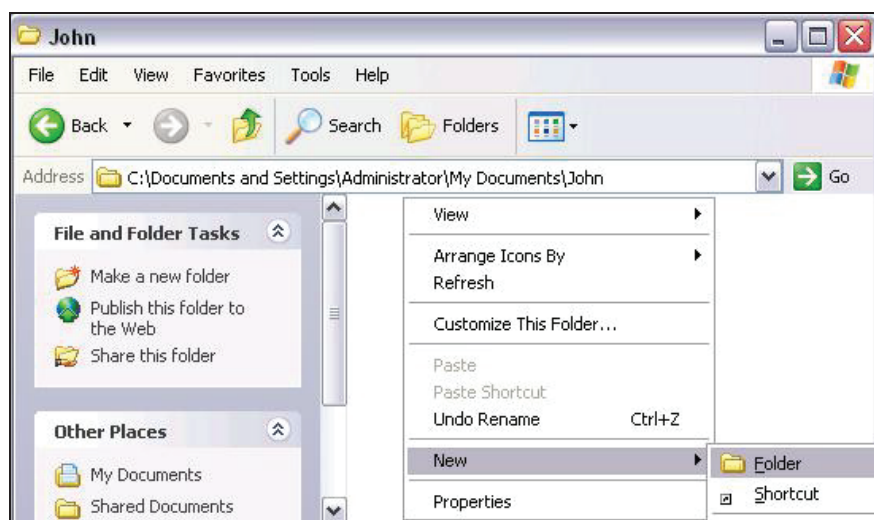 John
File Edit View Favorites Tools Help
Back Search Folders
Address C:\Documents and Settings\Administrator\My Documents\John Go
File and Folder Tasks
Make a new folder
Publish this folder to
the Web
Share this folder
Other Places
My Documents
Shared Documents
View
Arrange Icons By
Refresh
Customize This Folder...
Paste
Paste Shortcut
Undo Rename Ctrl+Z
New
Properties
Folder
Shortcut